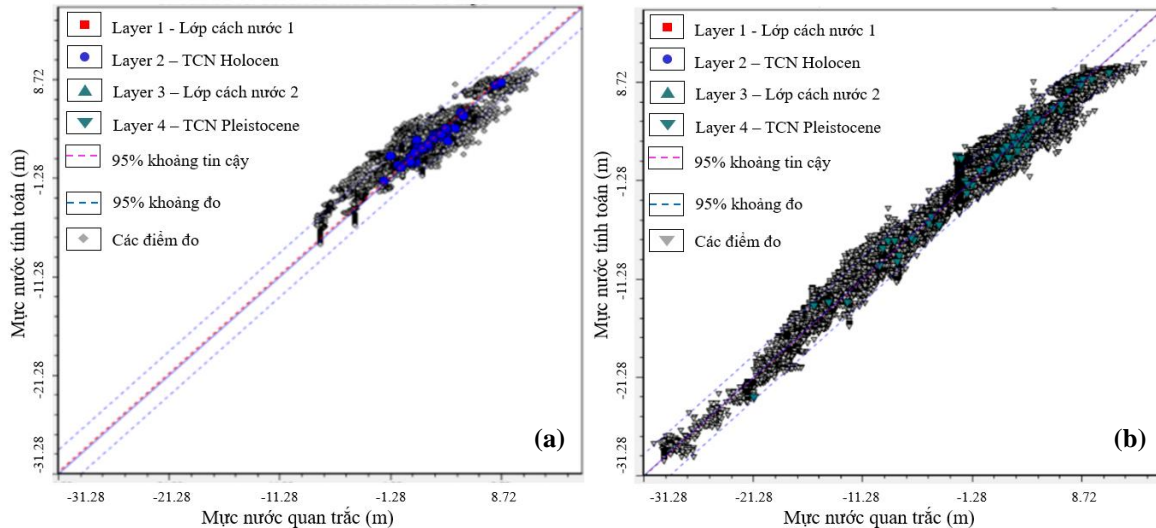 Layer 1 - Lớp cách nước 1
Layer 2 – TCN Holocen
Layer 3 – Lớp cách nước 2
Layer 4 – TCN Pleistocene
95% khoảng tin cậy
95% khoảng đo
Các điểm đo
Mực nước tính toán (m)
8.72
-1.28
-11.28
-21.28
-31.28
(a)
-31.28 -21.28 -11.28 -1.28 8.72
Mực nước quan trắc (m)
Layer 1 - Lớp cách nước 1
Layer 2 – TCN Holocen
Layer 3 – Lớp cách nước 2
Layer 4 – TCN Pleistocene
95% khoảng tin cậy
95% khoảng đo
Các điểm đo
Mực nước tính toán (m)
8.72
-1.28
-11.28
-21.28
-31.28
(b)
-31.28 -21.28 -11.28 -1.28 8.72
Mực nước quan trắc (m)